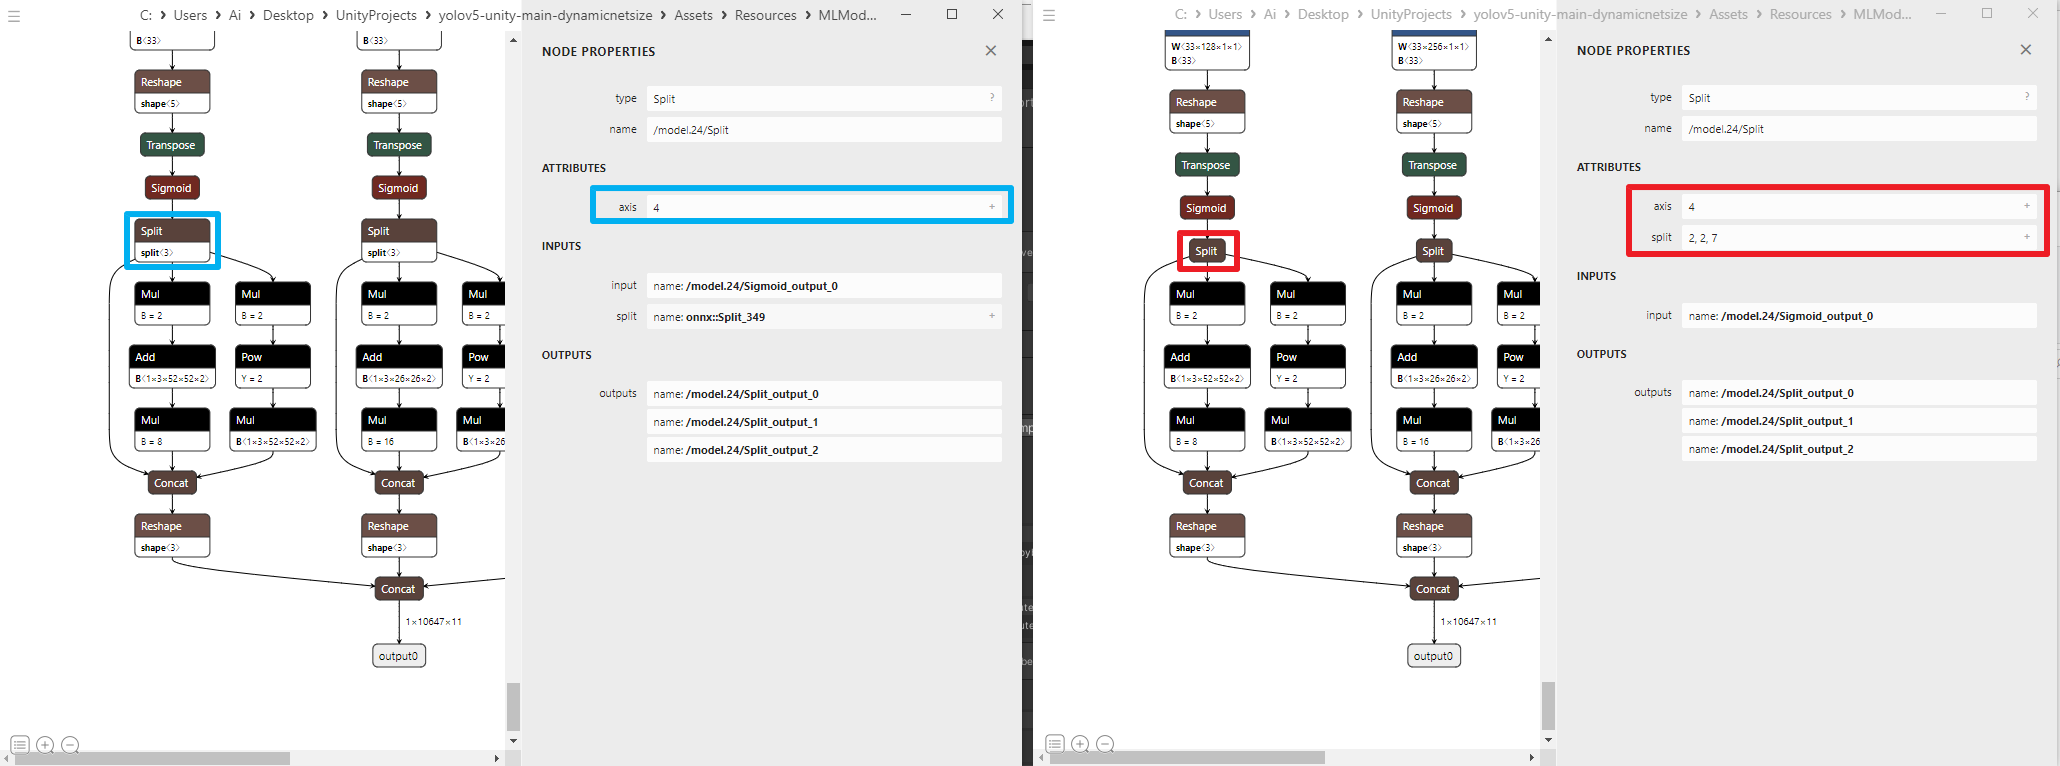 C: > Users > Ai > Desktop > UnityProjects > yolov5-unity-main-dynamicnetsize > Assets > Resources > MLMod...
B⟨33⟩
B⟨33⟩
Reshape
shape⟨5⟩
Reshape
shape⟨5⟩
Transpose
Transpose
Sigmoid
Sigmoid
Split
split⟨3⟩
Split
split⟨3⟩
Mul
B = 2
Mul
B = 2
Mul
B = 2
Mul
B = 2
Add
B⟨1×3×52×52×2⟩
Pow
Y = 2
Add
B⟨1×3×26×26×2⟩
Pow
Y = 2
Mul
B = 8
Mul
B⟨1×3×52×52×2⟩
Mul
B = 16
Mul
B⟨1×3×26
Concat
Concat
Reshape
shape⟨3⟩
Reshape
shape⟨3⟩
Concat
1×10647×11
output0
NODE PROPERTIES
type Split ?
name /model.24/Split
ATTRIBUTES
axis 4 +
INPUTS
input name: /model.24/Sigmoid_output_0
split name: onnx::Split_349 +
OUTPUTS
outputs name: /model.24/Split_output_0
name: /model.24/Split_output_1
name: /model.24/Split_output_2
C: > Users > Ai > Desktop > UnityProjects > yolov5-unity-main-dynamicnetsize > Assets > Resources > MLMod...
W⟨33×128×1×1⟩
B⟨33⟩
W⟨33×256×1×1⟩
B⟨33⟩
Reshape
shape⟨5⟩
Reshape
shape⟨5⟩
Transpose
Transpose
Sigmoid
Sigmoid
Split
Split
Mul
B = 2
Mul
B = 2
Mul
B = 2
Mul
B = 2
Add
B⟨1×3×52×52×2⟩
Pow
Y = 2
Add
B⟨1×3×26×26×2⟩
Pow
Y = 2
Mul
B = 8
Mul
B⟨1×3×52×52×2⟩
Mul
B = 16
Mul
B⟨1×3×26
Concat
Concat
Reshape
shape⟨3⟩
Reshape
shape⟨3⟩
Concat
1×10647×11
output0
NODE PROPERTIES
type Split ?
name /model.24/Split
ATTRIBUTES
axis 4 +
split 2, 2, 7 +
INPUTS
input name: /model.24/Sigmoid_output_0
OUTPUTS
outputs name: /model.24/Split_output_0
name: /model.24/Split_output_1
name: /model.24/Split_output_2